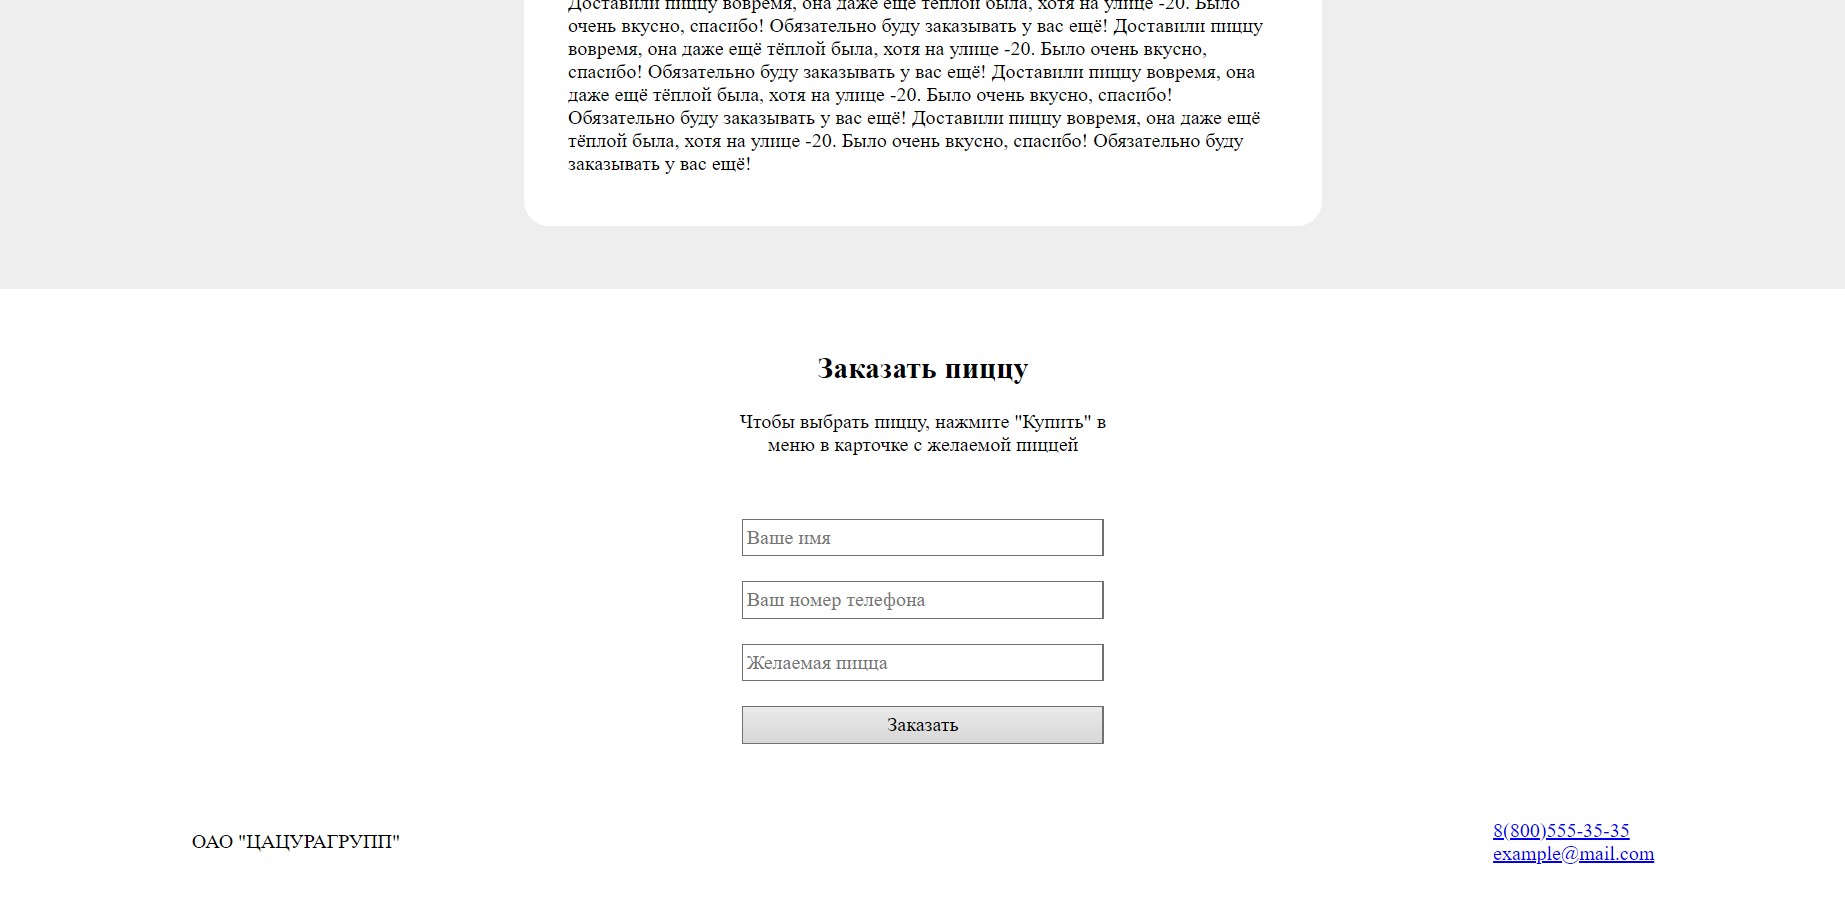 Доставили пиццу вовремя, она даже ещё тёплой была, хотя на улице -20. Было
очень вкусно, спасибо! Обязательно буду заказывать у вас ещё! Доставили пиццу
вовремя, она даже ещё тёплой была, хотя на улице -20. Было очень вкусно,
спасибо! Обязательно буду заказывать у вас ещё! Доставили пиццу вовремя, она
даже ещё тёплой была, хотя на улице -20. Было очень вкусно, спасибо!
Обязательно буду заказывать у вас ещё! Доставили пиццу вовремя, она даже ещё
тёплой была, хотя на улице -20. Было очень вкусно, спасибо! Обязательно буду
заказывать у вас ещё!
Заказать пиццу
Чтобы выбрать пиццу, нажмите "Купить" в
меню в карточке с желаемой пиццей
Ваше имя
Ваш номер телефона
Желаемая пицца
Заказать
ОАО "ЦАЦУРАГРУПП"
8(800)555-35-35
example@mail.com